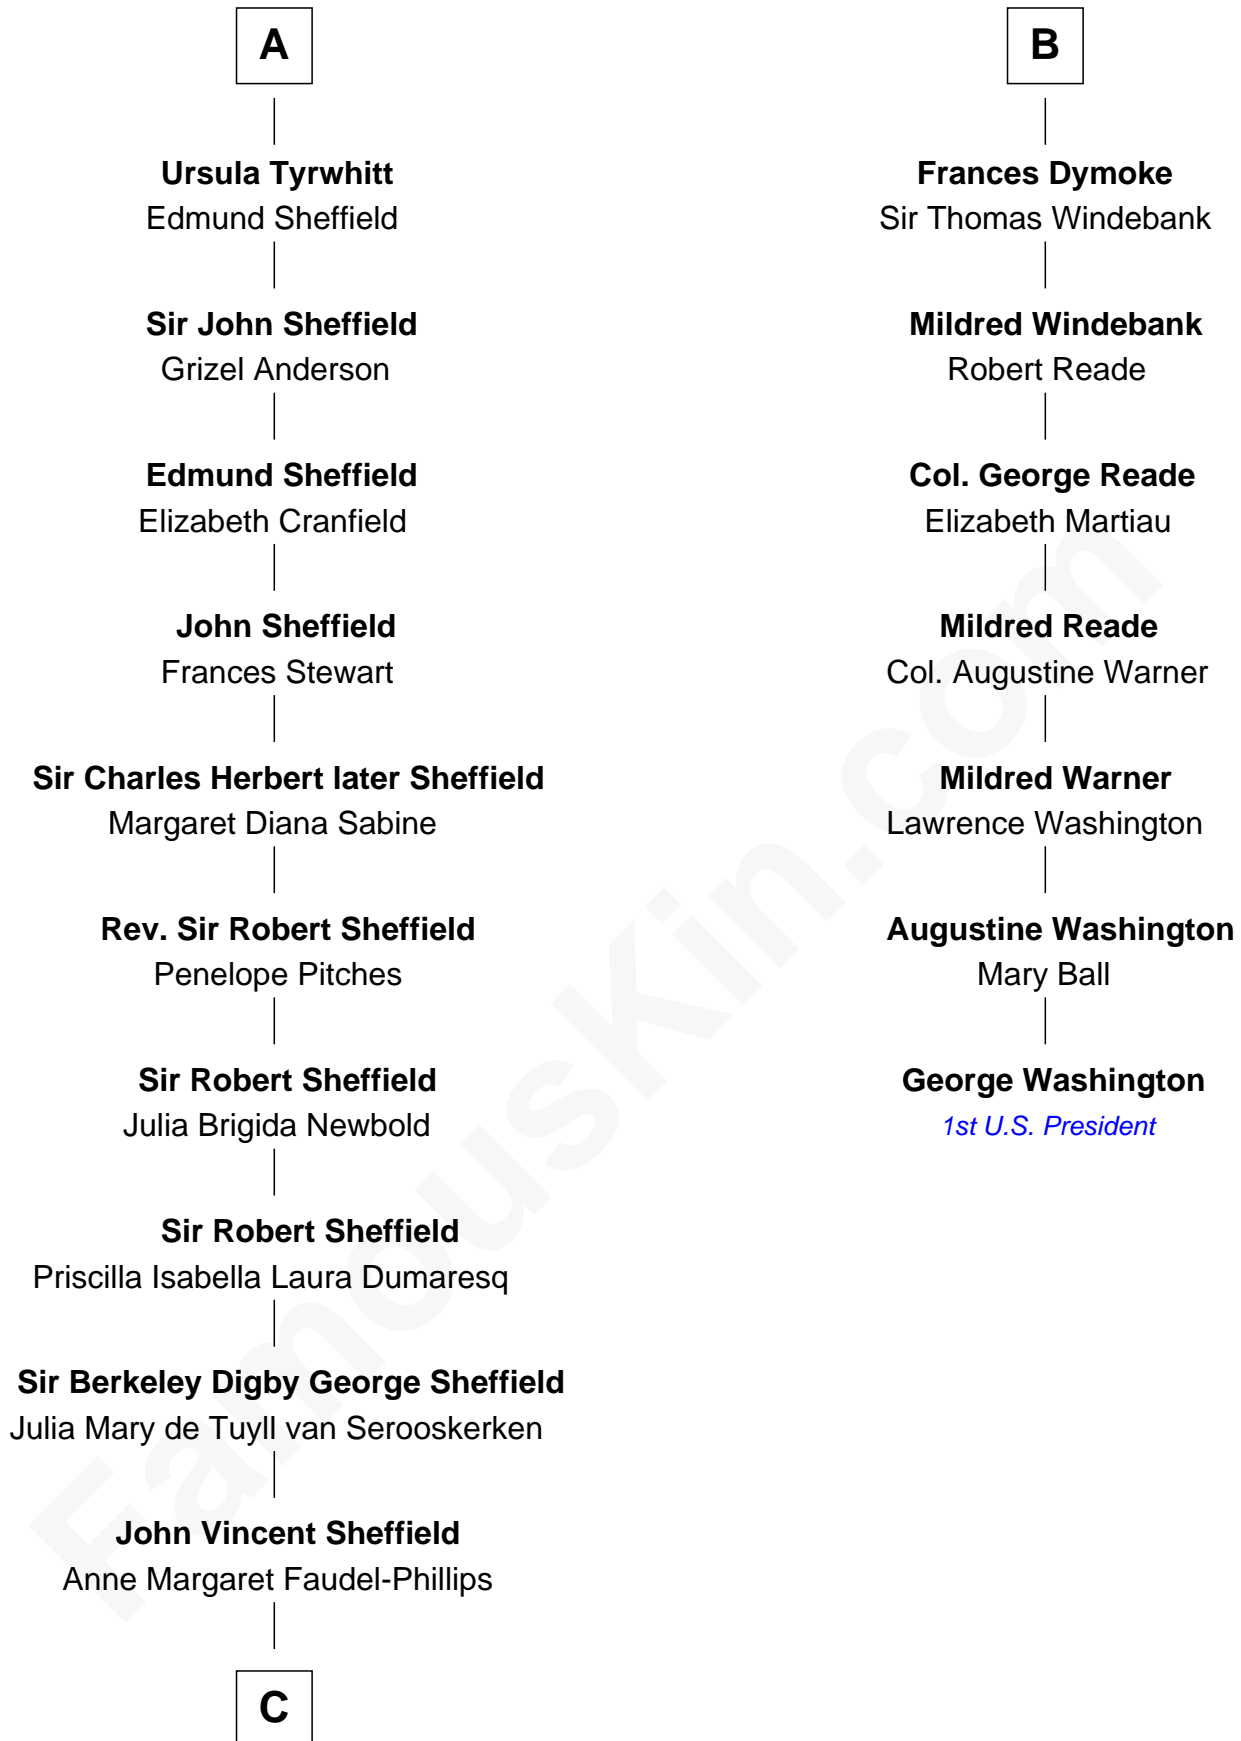 A
Ursula Tyrwhitt
Edmund Sheffield
Sir John Sheffield
Grizel Anderson
Edmund Sheffield
Elizabeth Cranfield
John Sheffield
Frances Stewart
Sir Charles Herbert later Sheffield
Margaret Diana Sabine
Rev. Sir Robert Sheffield
Penelope Pitches
Sir Robert Sheffield
Julia Brigida Newbold
Sir Robert Sheffield
Priscilla Isabella Laura Dumaresq
Sir Berkeley Digby George Sheffield
Julia Mary de Tuyll van Serooskerken
John Vincent Sheffield
Anne Margaret Faudel-Phillips
C
B
Frances Dymoke
Sir Thomas Windebank
Mildred Windebank
Robert Reade
Col. George Reade
Elizabeth Martiau
Mildred Reade
Col. Augustine Warner
Mildred Warner
Lawrence Washington
Augustine Washington
Mary Ball
George Washington
1st U.S. President
FamousKin.com